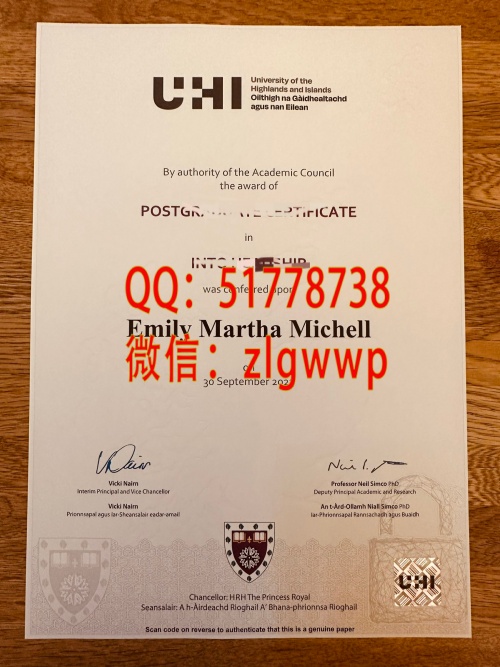 UHI
University of the
Highlands and Islands
Oilthigh na Gàidhealtachd
agus nan Eilean
By authority of the Academic Council
the award of
CERTIFICATE
in
was conferred upon
QQ：51778738
Emily Martha Michell
微信：zlgwwp
on
30 September
Vicki Nairn
Interim Principal and Vice Chancellor
Vicki Nairn
Prionnsapal agus Iar-Sheansalair eadar-amail
Professor Neil Simco PhD
Deputy Principal Academic and Research
An t-Àrd-Ollamh Niall Simco PhD
Iar-Phrionnsapal Rannsachaidh agus Buaidh
UHI
Chancellor: HRH The Princess Royal
Seansalair: A h-Àirdeachd Rìoghail A' Bhana-phrionnsa Rìoghail
Scan code on reverse to authenticate that this is a genuine paper